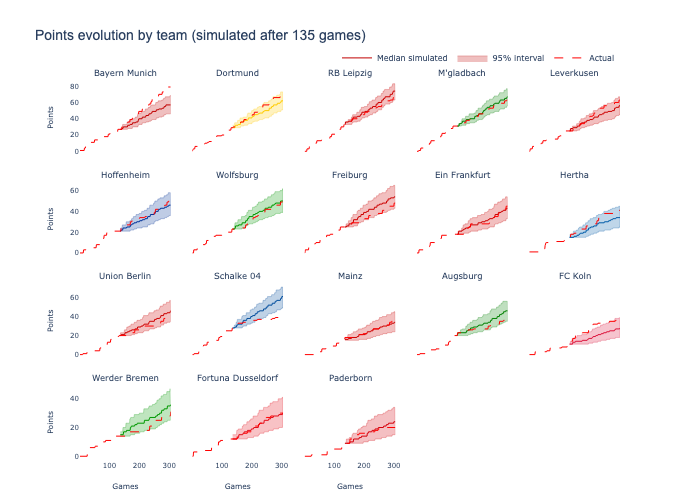 Points evolution by team (simulated after 135 games)
Median simulated 95% interval Actual
Bayern Munich Dortmund RB Leipzig M'gladbach Leverkusen
80
60
40
20
0
Points
Hoffenheim Wolfsburg Freiburg Ein Frankfurt Hertha
60
40
20
0
Points
Union Berlin Schalke 04 Mainz Augsburg FC Koln
60
40
20
0
Points
Werder Bremen Fortuna Dusseldorf Paderborn
40
20
0
Points
100 200 300 100 200 300 100 200 300
Games Games Games